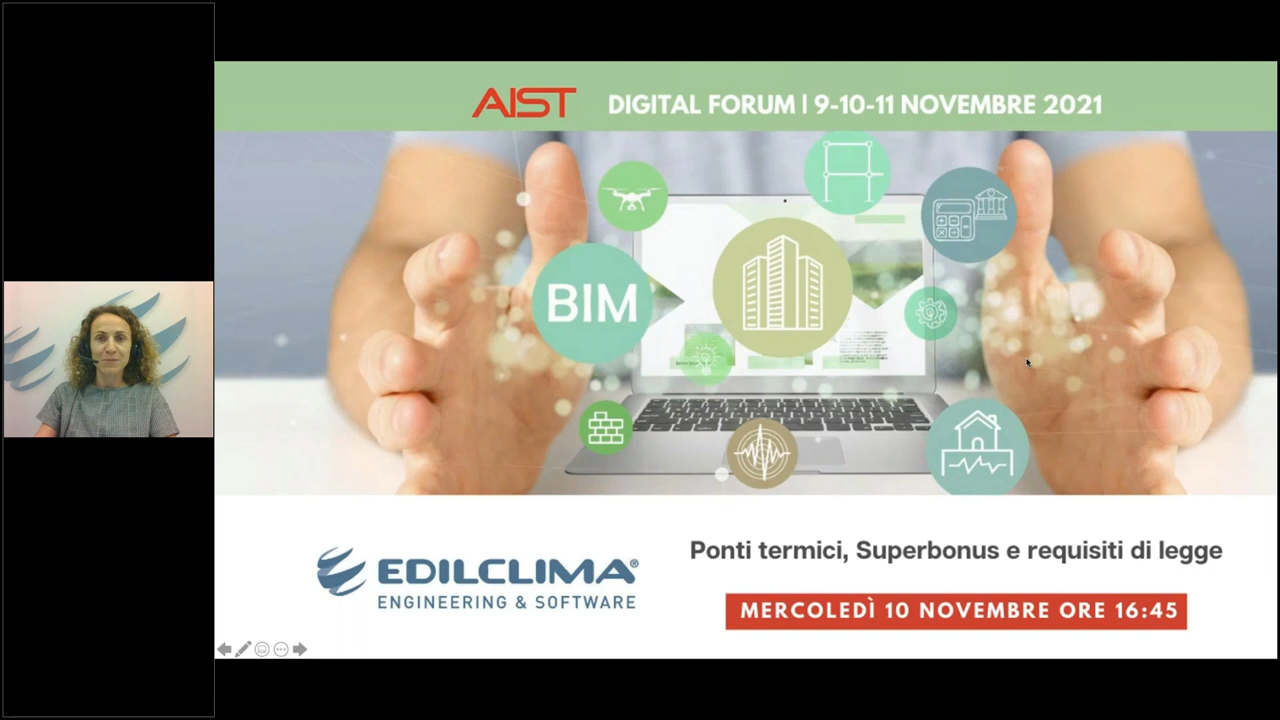 AIST
DIGITAL FORUM | 9-10-11 NOVEMBRE 2021
BIM
EDILCLIMA®
ENGINEERING & SOFTWARE
Ponti termici, Superbonus e requisiti di legge
MERCOLEDÌ 10 NOVEMBRE ORE 16:45